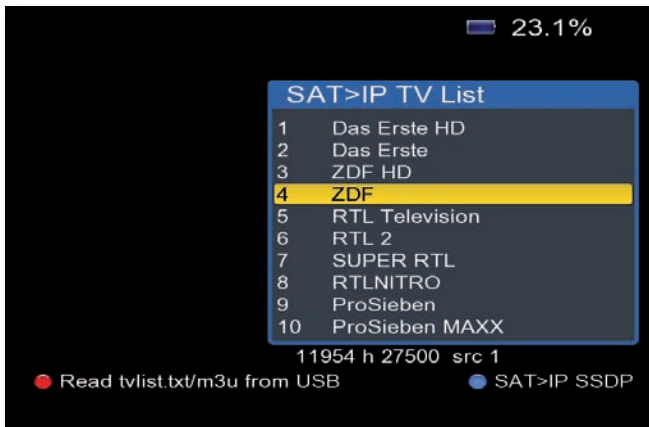 23.1%
SAT>IP TV List
1 Das Erste HD
2 Das Erste
3 ZDF HD
4 ZDF
5 RTL Television
6 RTL 2
7 SUPER RTL
8 RTLNITRO
9 ProSieben
10 ProSieben MAXX
11954 h 27500 src 1
Read tvlist.txt/m3u from USB SAT>IP SSDP